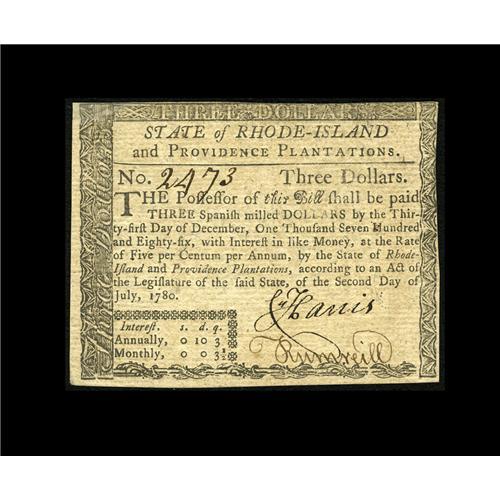 THREE DOLLARS
STATE of RHODE-ISLAND
and PROVIDENCE PLANTATIONS.
No. 2473 Three Dollars.
THE Possessor of this Bill shall be paid
THREE Spanish milled DOLLARS by the Thir-
ty-first Day of December, One Thousand Seven Hundred
and Eighty-six, with Interest in like Money, at the Rate
of Five per Centum per Annum, by the State of Rhode-
Island and Providence Plantations, according to an Act of
the Legislature of the said State, of the Second Day of
July, 1780.
Interest. s. d. q.
Annually, 0 10 3
Monthly, 0 0 3½
Harris
Rumreill
Three Dollars